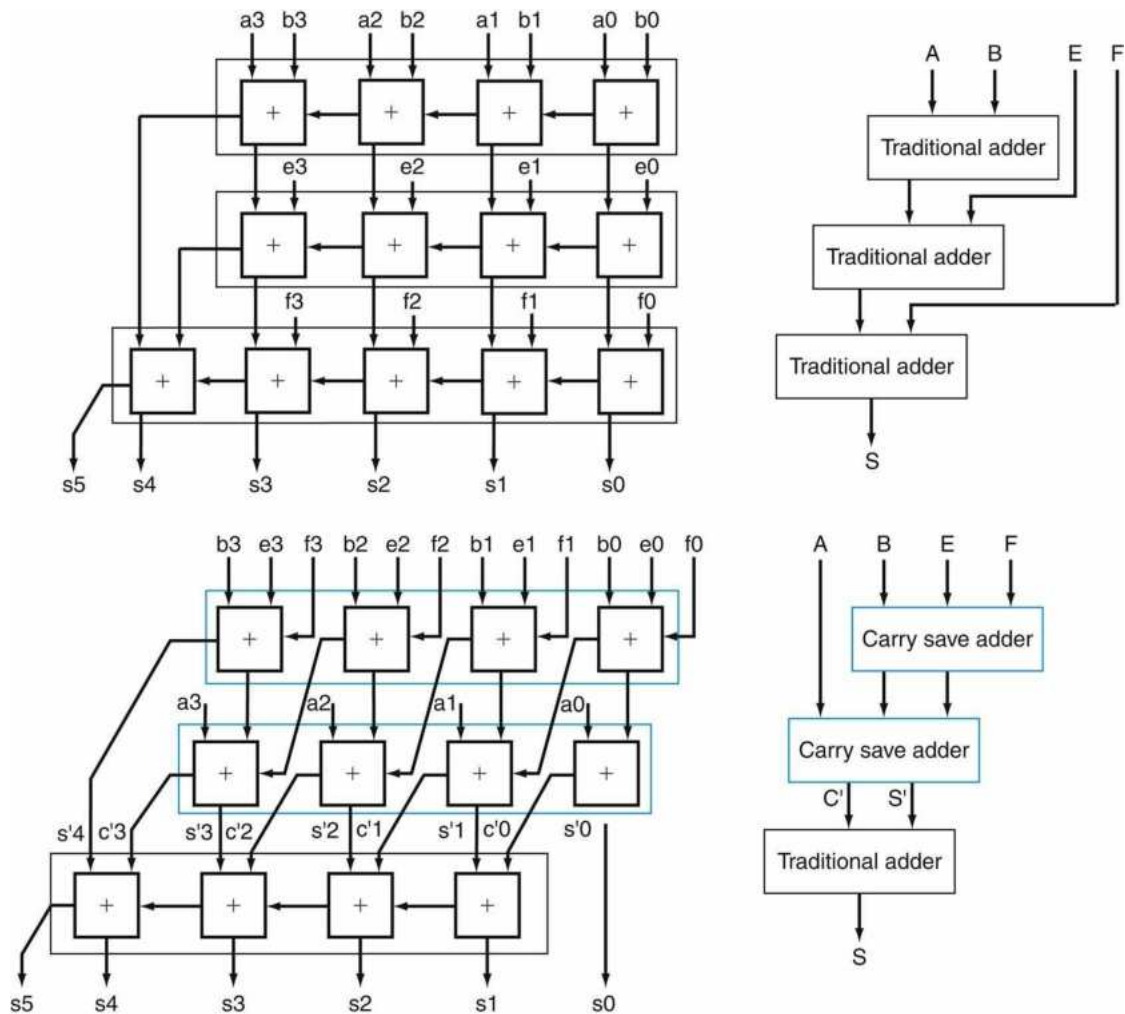 a3 b3 a2 b2 a1 b1 a0 b0
+ + + +
e3 e2 e1 e0
+ + + +
f3 f2 f1 f0
+ + + + +
s5 s4 s3 s2 s1 s0
A B E F
Traditional adder
Traditional adder
Traditional adder
S
b3 e3 f3 b2 e2 f2 b1 e1 f1 b0 e0 f0
+ + + +
a3 a2 a1 a0
+ + + +
s'4 c'3 s'3 c'2 s'2 c'1 s'1 c'0 s'0
+ + + +
s5 s4 s3 s2 s1 s0
A B E F
Carry save adder
Carry save adder
C' S'
Traditional adder
S